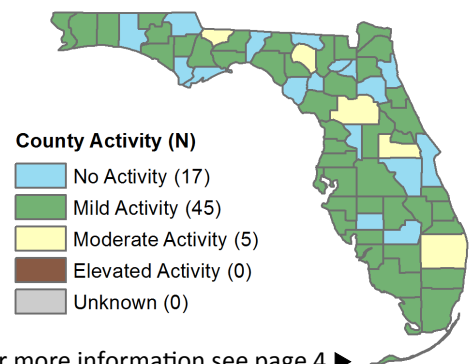 County Activity (N)
No Activity (17)
Mild Activity (45)
Moderate Activity (5)
Elevated Activity (0)
Unknown (0)
r more information see page 4 ►